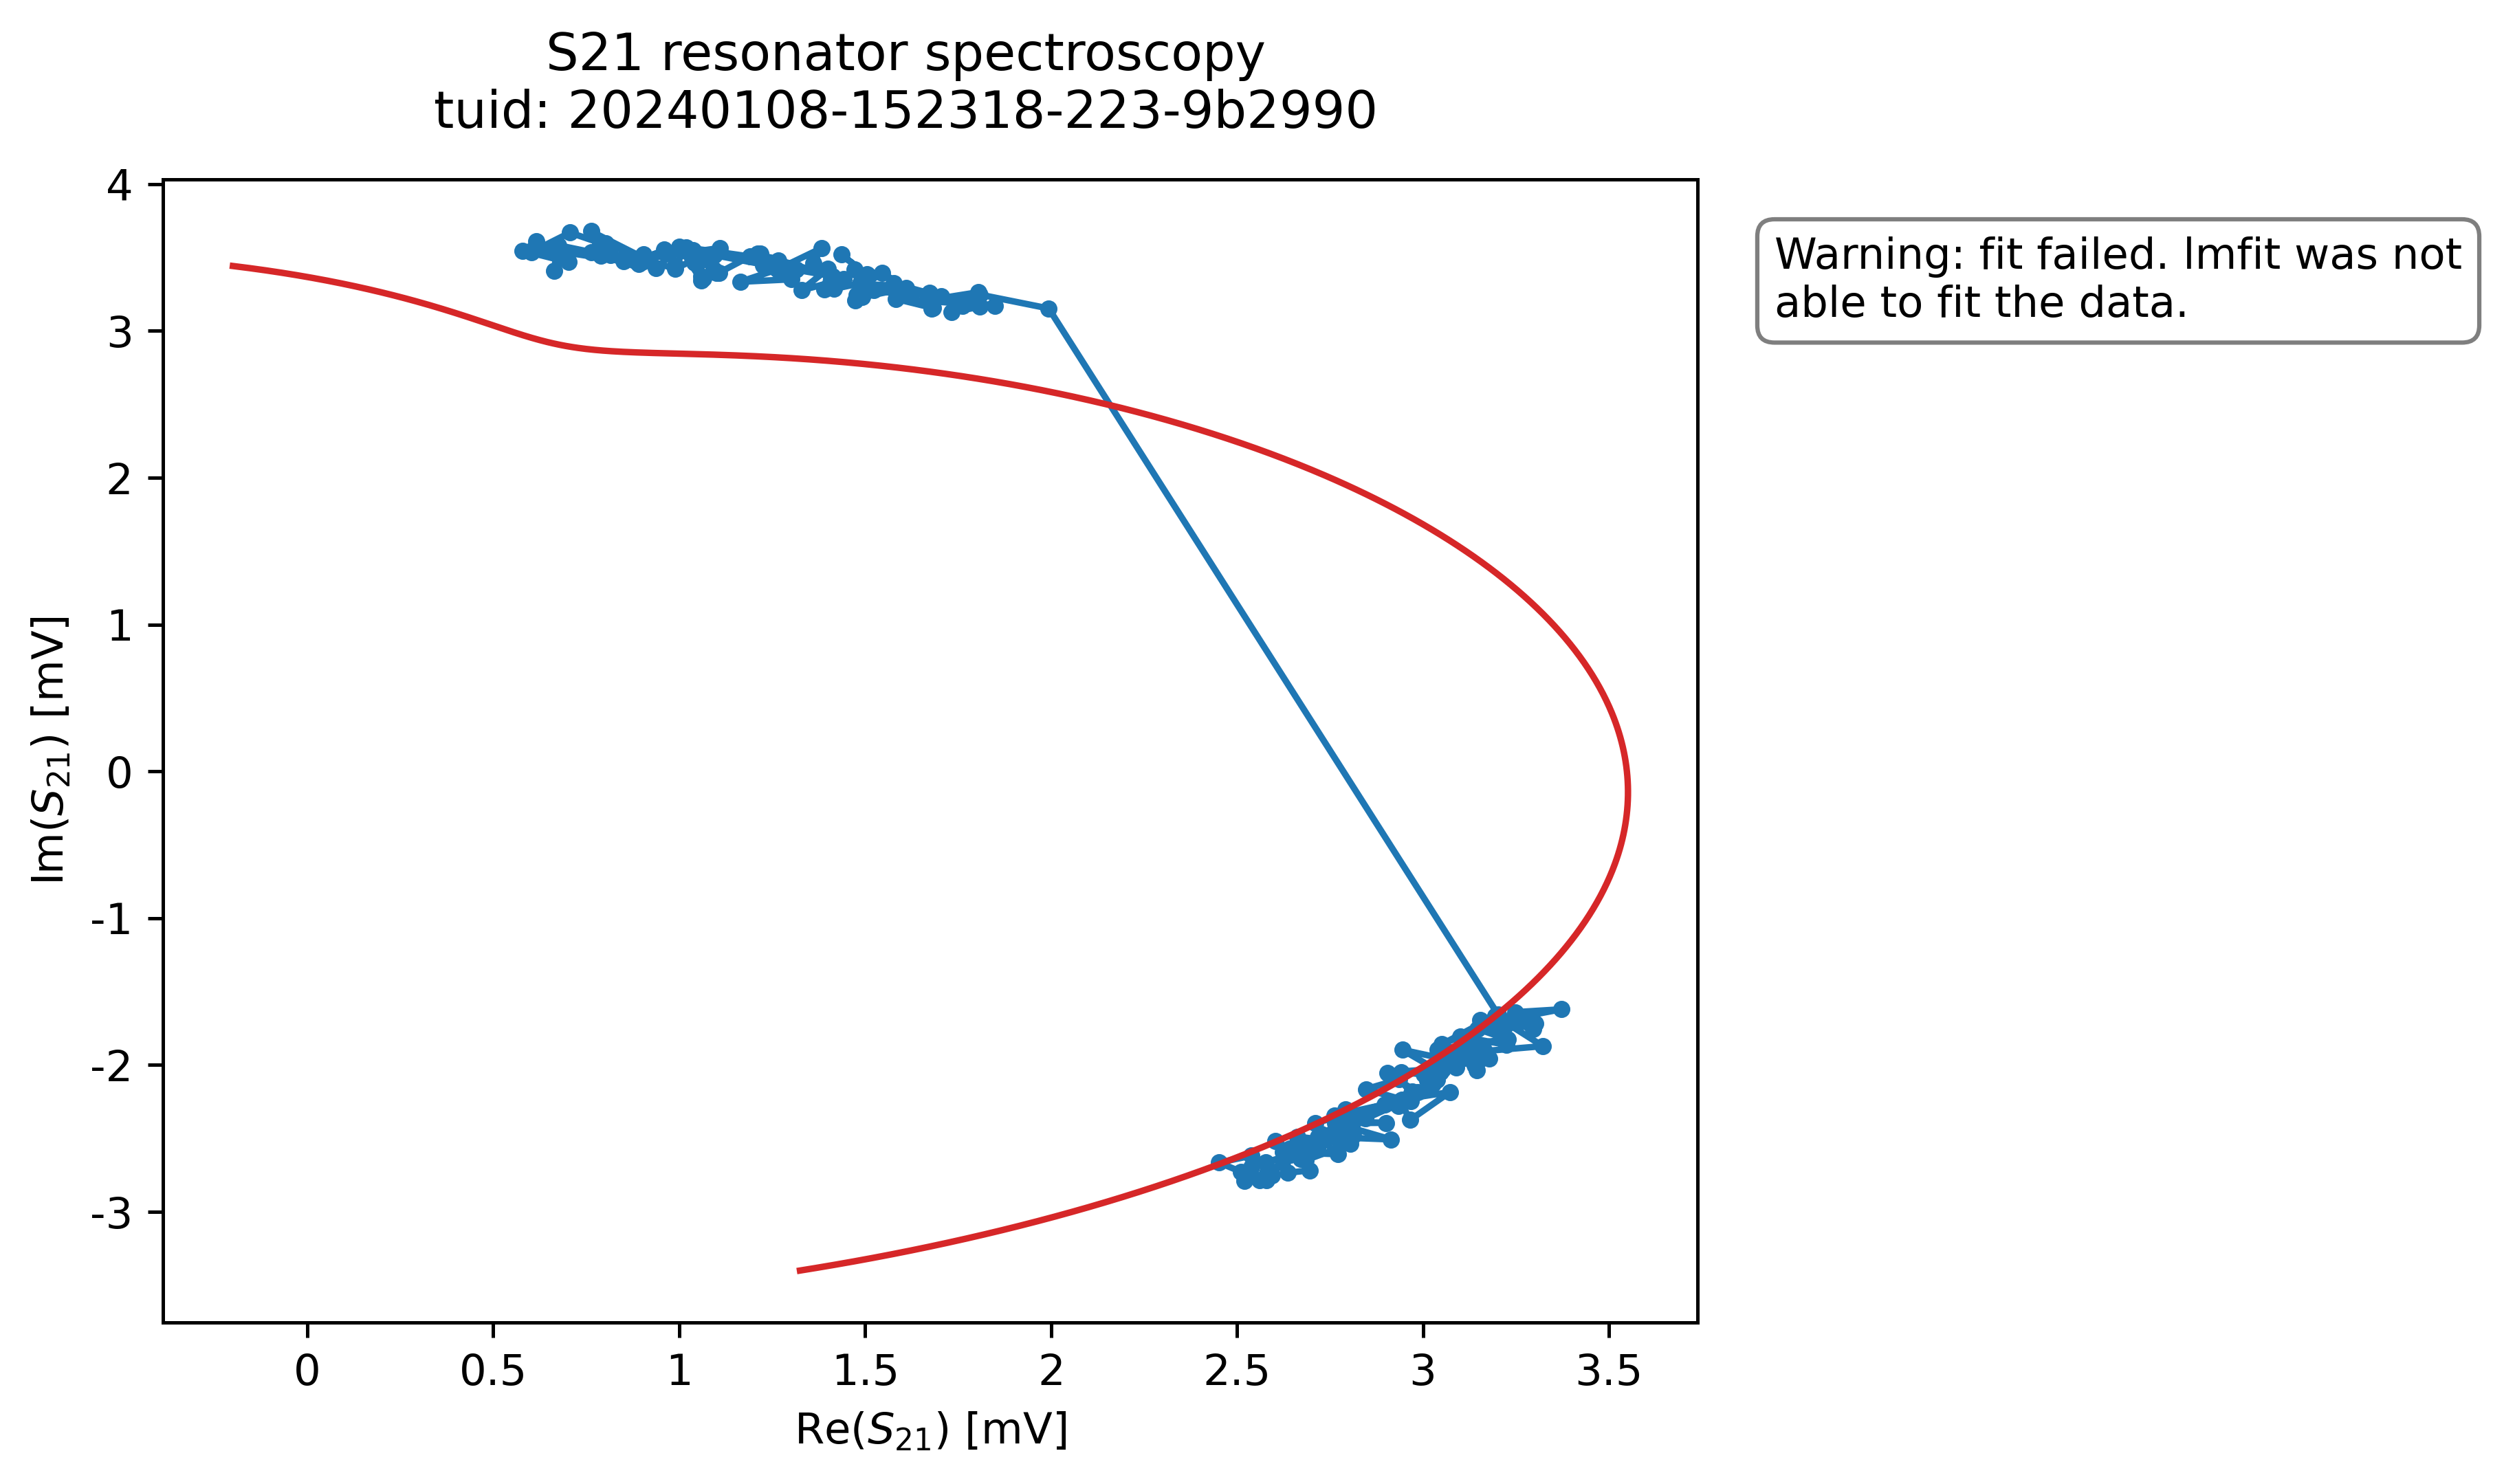 S21 resonator spectroscopy
tuid: 20240108-152318-223-9b2990
Warning: fit failed. lmfit was not
able to fit the data.
4
3
2
1
0
-1
-2
-3
Im(S21) [mV]
0
0.5
1
1.5
2
2.5
3
3.5
Re(S21) [mV]